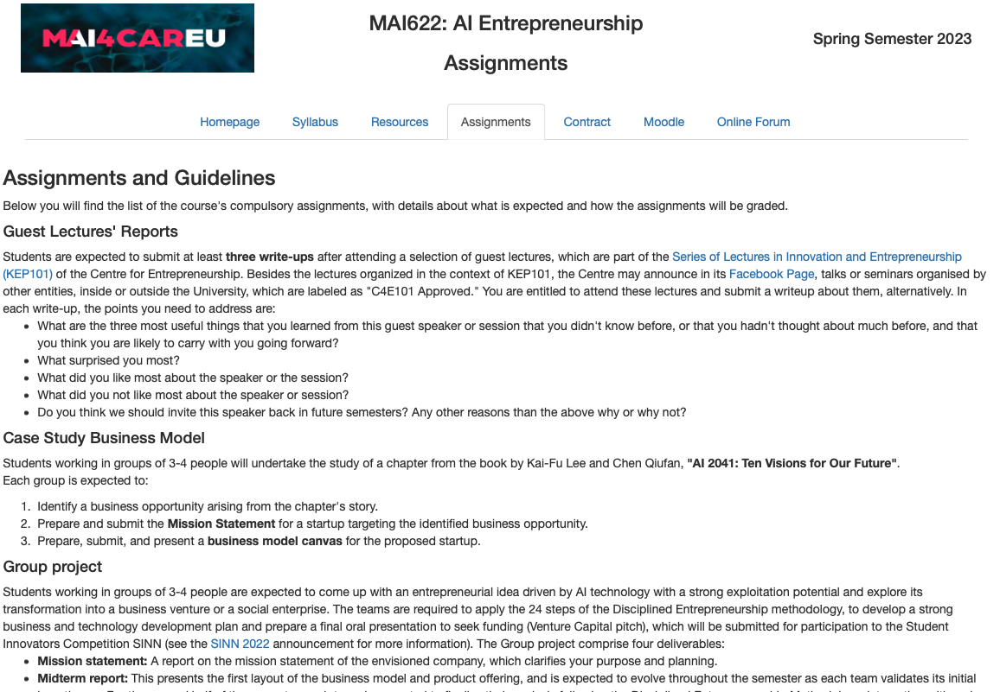 MAI4CAREU
MAI622: AI Entrepreneurship
Assignments
Spring Semester 2023
Homepage
Syllabus
Resources
Assignments
Contract
Moodle
Online Forum
Assignments and Guidelines
Below you will find the list of the course's compulsory assignments, with details about what is expected and how the assignments will be graded.
Guest Lectures' Reports
Students are expected to submit at least three write-ups after attending a selection of guest lectures, which are part of the Series of Lectures in Innovation and Entrepreneurship
(KEP101) of the Centre for Entrepreneurship. Besides the lectures organized in the context of KEP101, the Centre may announce in its Facebook Page, talks or seminars organised by
other entities, inside or outside the University, which are labeled as "C4E101 Approved." You are entitled to attend these lectures and submit a writeup about them, alternatively. In
each write-up, the points you need to address are:
• What are the three most useful things that you learned from this guest speaker or session that you didn't know before, or that you hadn't thought about much before, and that
you think you are likely to carry with you going forward?
• What surprised you most?
• What did you like most about the speaker or the session?
• What did you not like most about the speaker or session?
• Do you think we should invite this speaker back in future semesters? Any other reasons than the above why or why not?
Case Study Business Model
Students working in groups of 3-4 people will undertake the study of a chapter from the book by Kai-Fu Lee and Chen Qiufan, "AI 2041: Ten Visions for Our Future".
Each group is expected to:
1. Identify a business opportunity arising from the chapter's story.
2. Prepare and submit the Mission Statement for a startup targeting the identified business opportunity.
3. Prepare, submit, and present a business model canvas for the proposed startup.
Group project
Students working in groups of 3-4 people are expected to come up with an entrepreneurial idea driven by AI technology with a strong exploitation potential and explore its
transformation into a business venture or a social enterprise. The teams are required to apply the 24 steps of the Disciplined Entrepreneurship methodology, to develop a strong
business and technology development plan and prepare a final oral presentation to seek funding (Venture Capital pitch), which will be submitted for participation to the Student
Innovators Competition SINN (see the SINN 2022 announcement for more information). The Group project comprise four deliverables:
• Mission statement: A report on the mission statement of the envisioned company, which clarifies your purpose and planning.
• Midterm report: This presents the first layout of the business model and product offering, and is expected to evolve throughout the semester as each team validates its initial